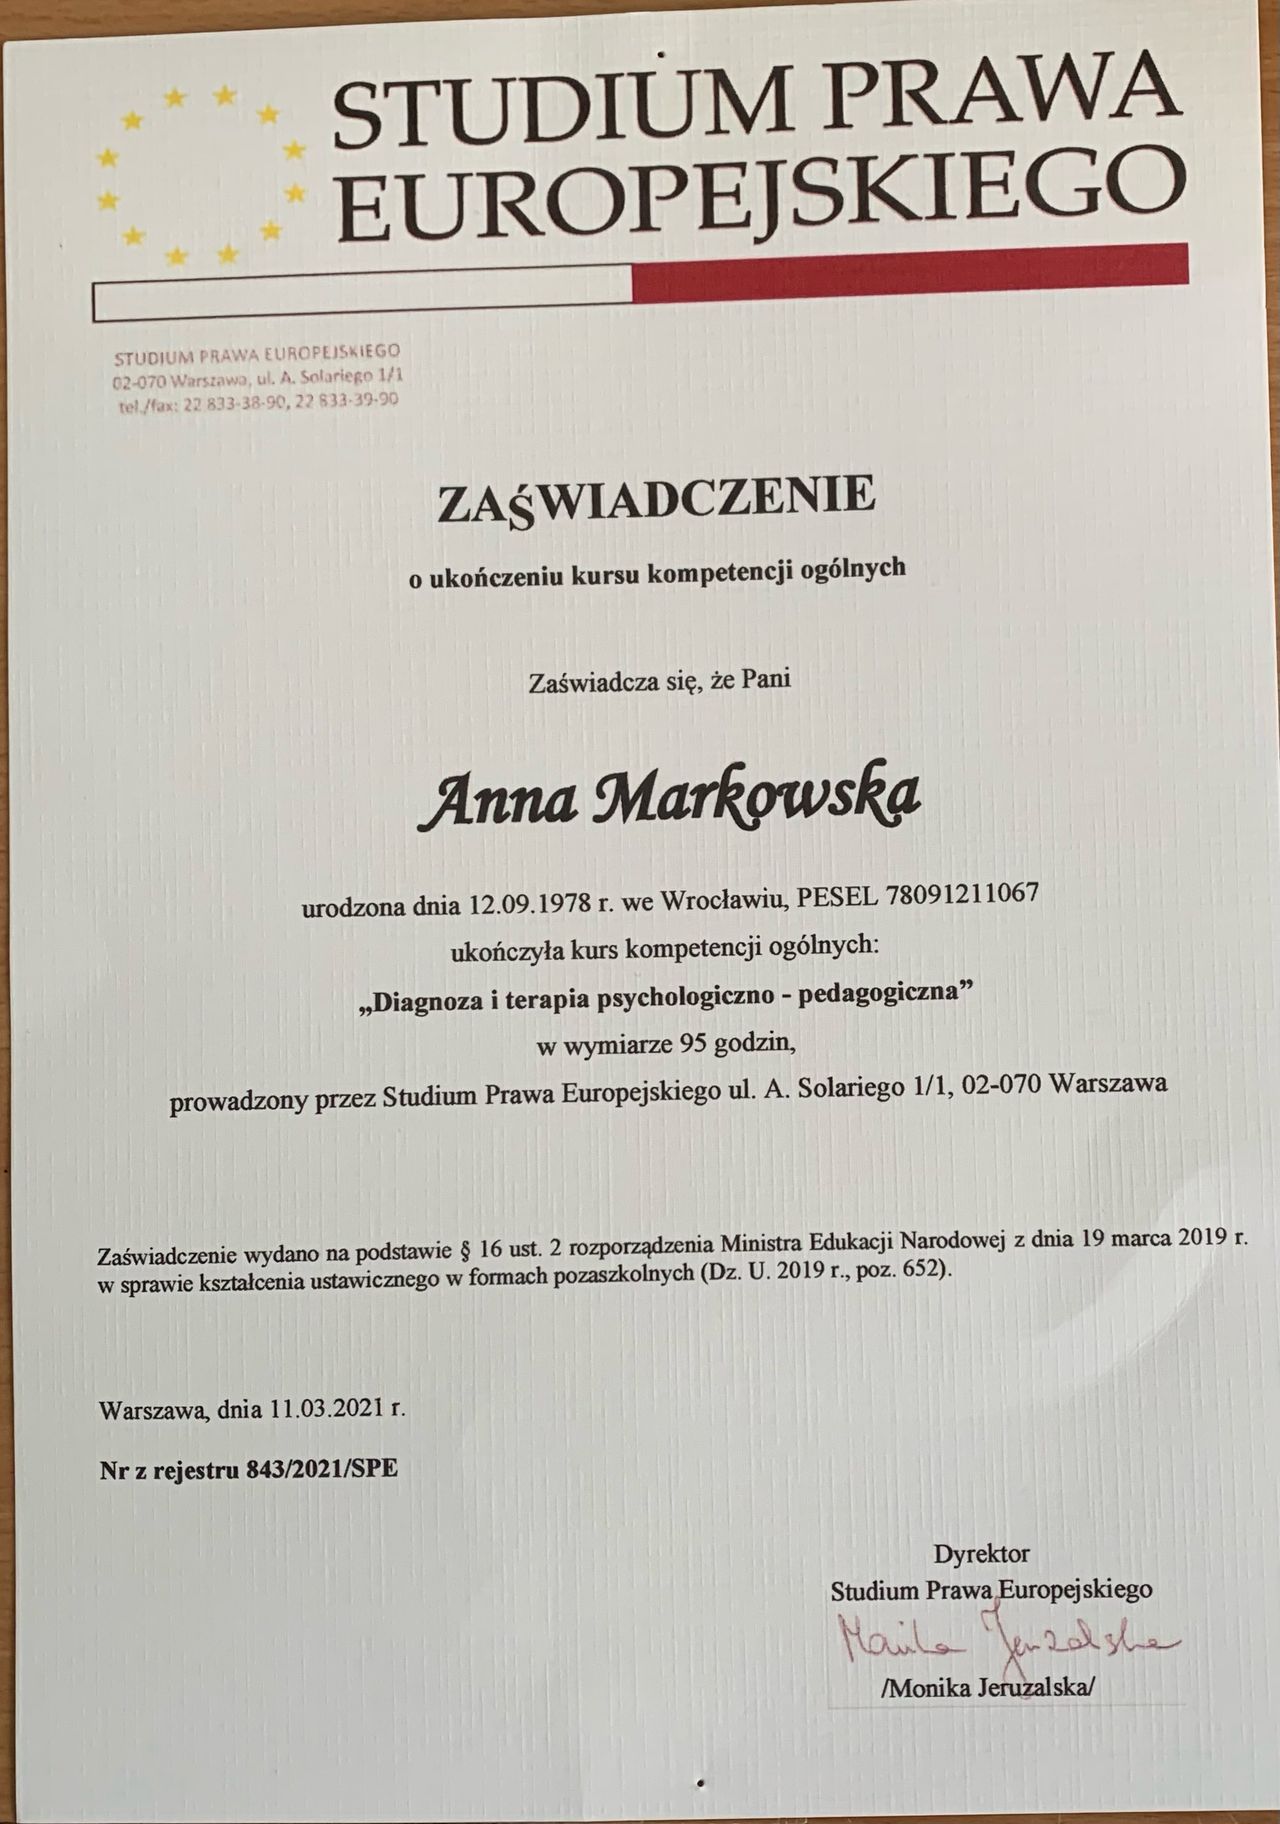 STUDIUM PRAWA
EUROPEJSKIEGO
STUDIUM PRAWA EUROPEJSKIEGO
02-070 Warszawa, ul. A. Solariego 1/1
tel./fax: 22 833-38-90, 22 833-39-90
ZAŚWIADCZENIE
o ukończeniu kursu kompetencji ogólnych
Zaświadcza się, że Pani
Anna Markowska
urodzona dnia 12.09.1978 r. we Wrocławiu, PESEL 78091211067
ukończyła kurs kompetencji ogólnych:
„Diagnoza i terapia psychologiczno - pedagogiczna”
w wymiarze 95 godzin,
prowadzony przez Studium Prawa Europejskiego ul. A. Solariego 1/1, 02-070 Warszawa
Zaświadczenie wydano na podstawie § 16 ust. 2 rozporządzenia Ministra Edukacji Narodowej z dnia 19 marca 2019 r.
w sprawie kształcenia ustawicznego w formach pozaszkolnych (Dz. U. 2019 r., poz. 652).
Warszawa, dnia 11.03.2021 r.
Nr z rejestru 843/2021/SPE
Dyrektor
Studium Prawa Europejskiego
Monika Jeruzalska
/Monika Jeruzalska/